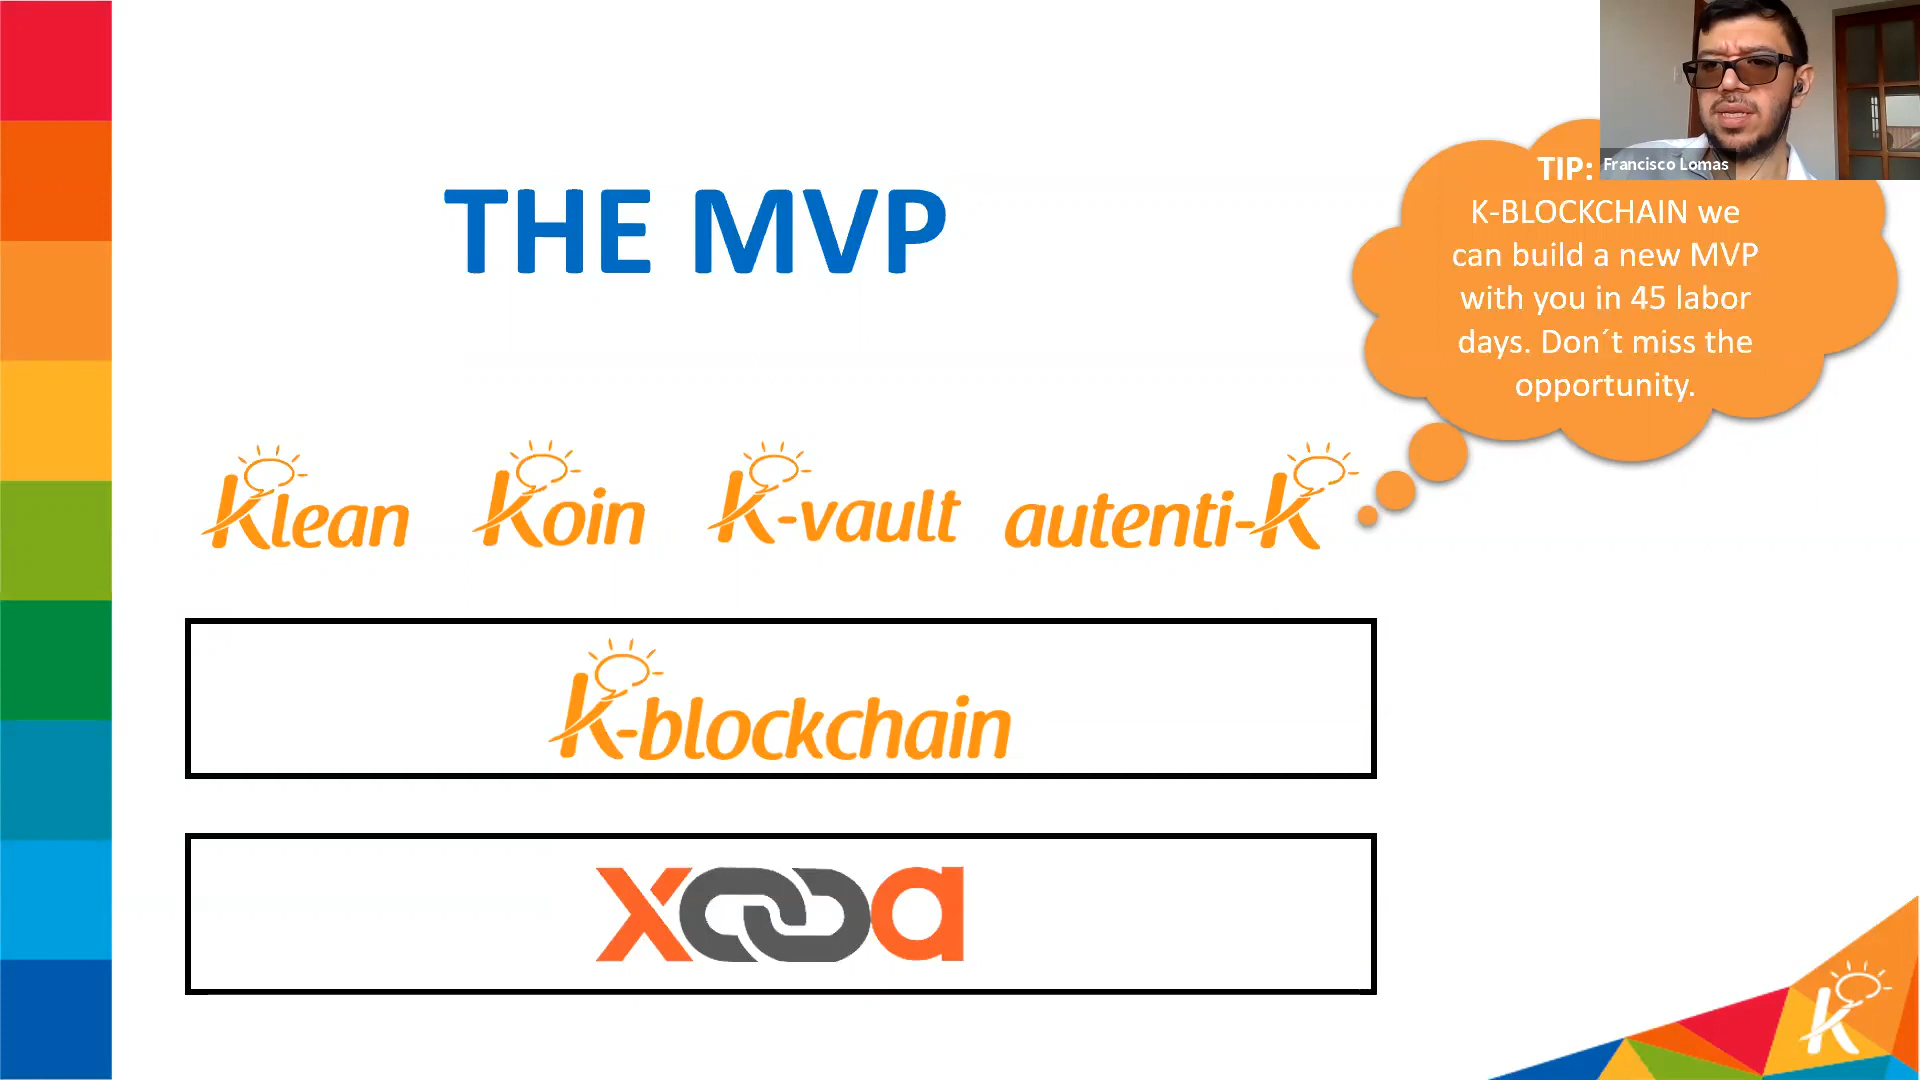 THE MVP
Francisco Lomas
TIP:
K-BLOCKCHAIN we
can build a new MVP
with you in 45 labor
days. Don´t miss the
opportunity.
Klean
Koin
K-vault
autenti-K
K-blockchain
xooa
K